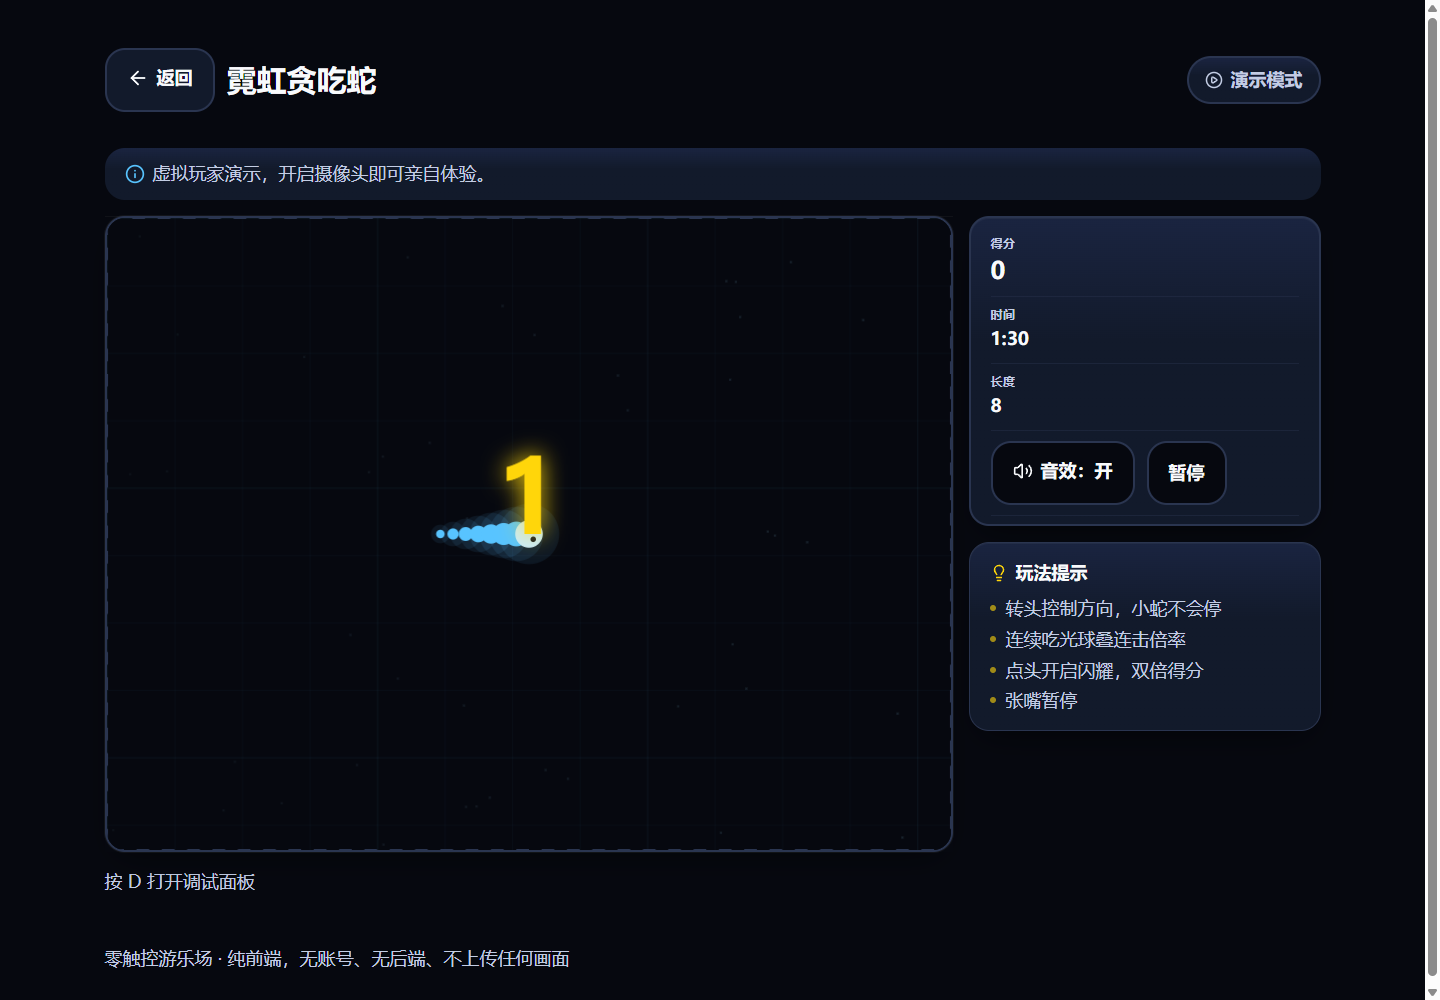 返回
霓虹贪吃蛇
演示模式
虚拟玩家演示，开启摄像头即可亲自体验。
1
得分
0
时间
1:30
长度
8
音效：开
暂停
玩法提示
转头控制方向，小蛇不会停
连续吃光球叠连击倍率
点头开启闪耀，双倍得分
张嘴暂停
按 D 打开调试面板
零触控游乐场 · 纯前端，无账号、无后端、不上传任何画面